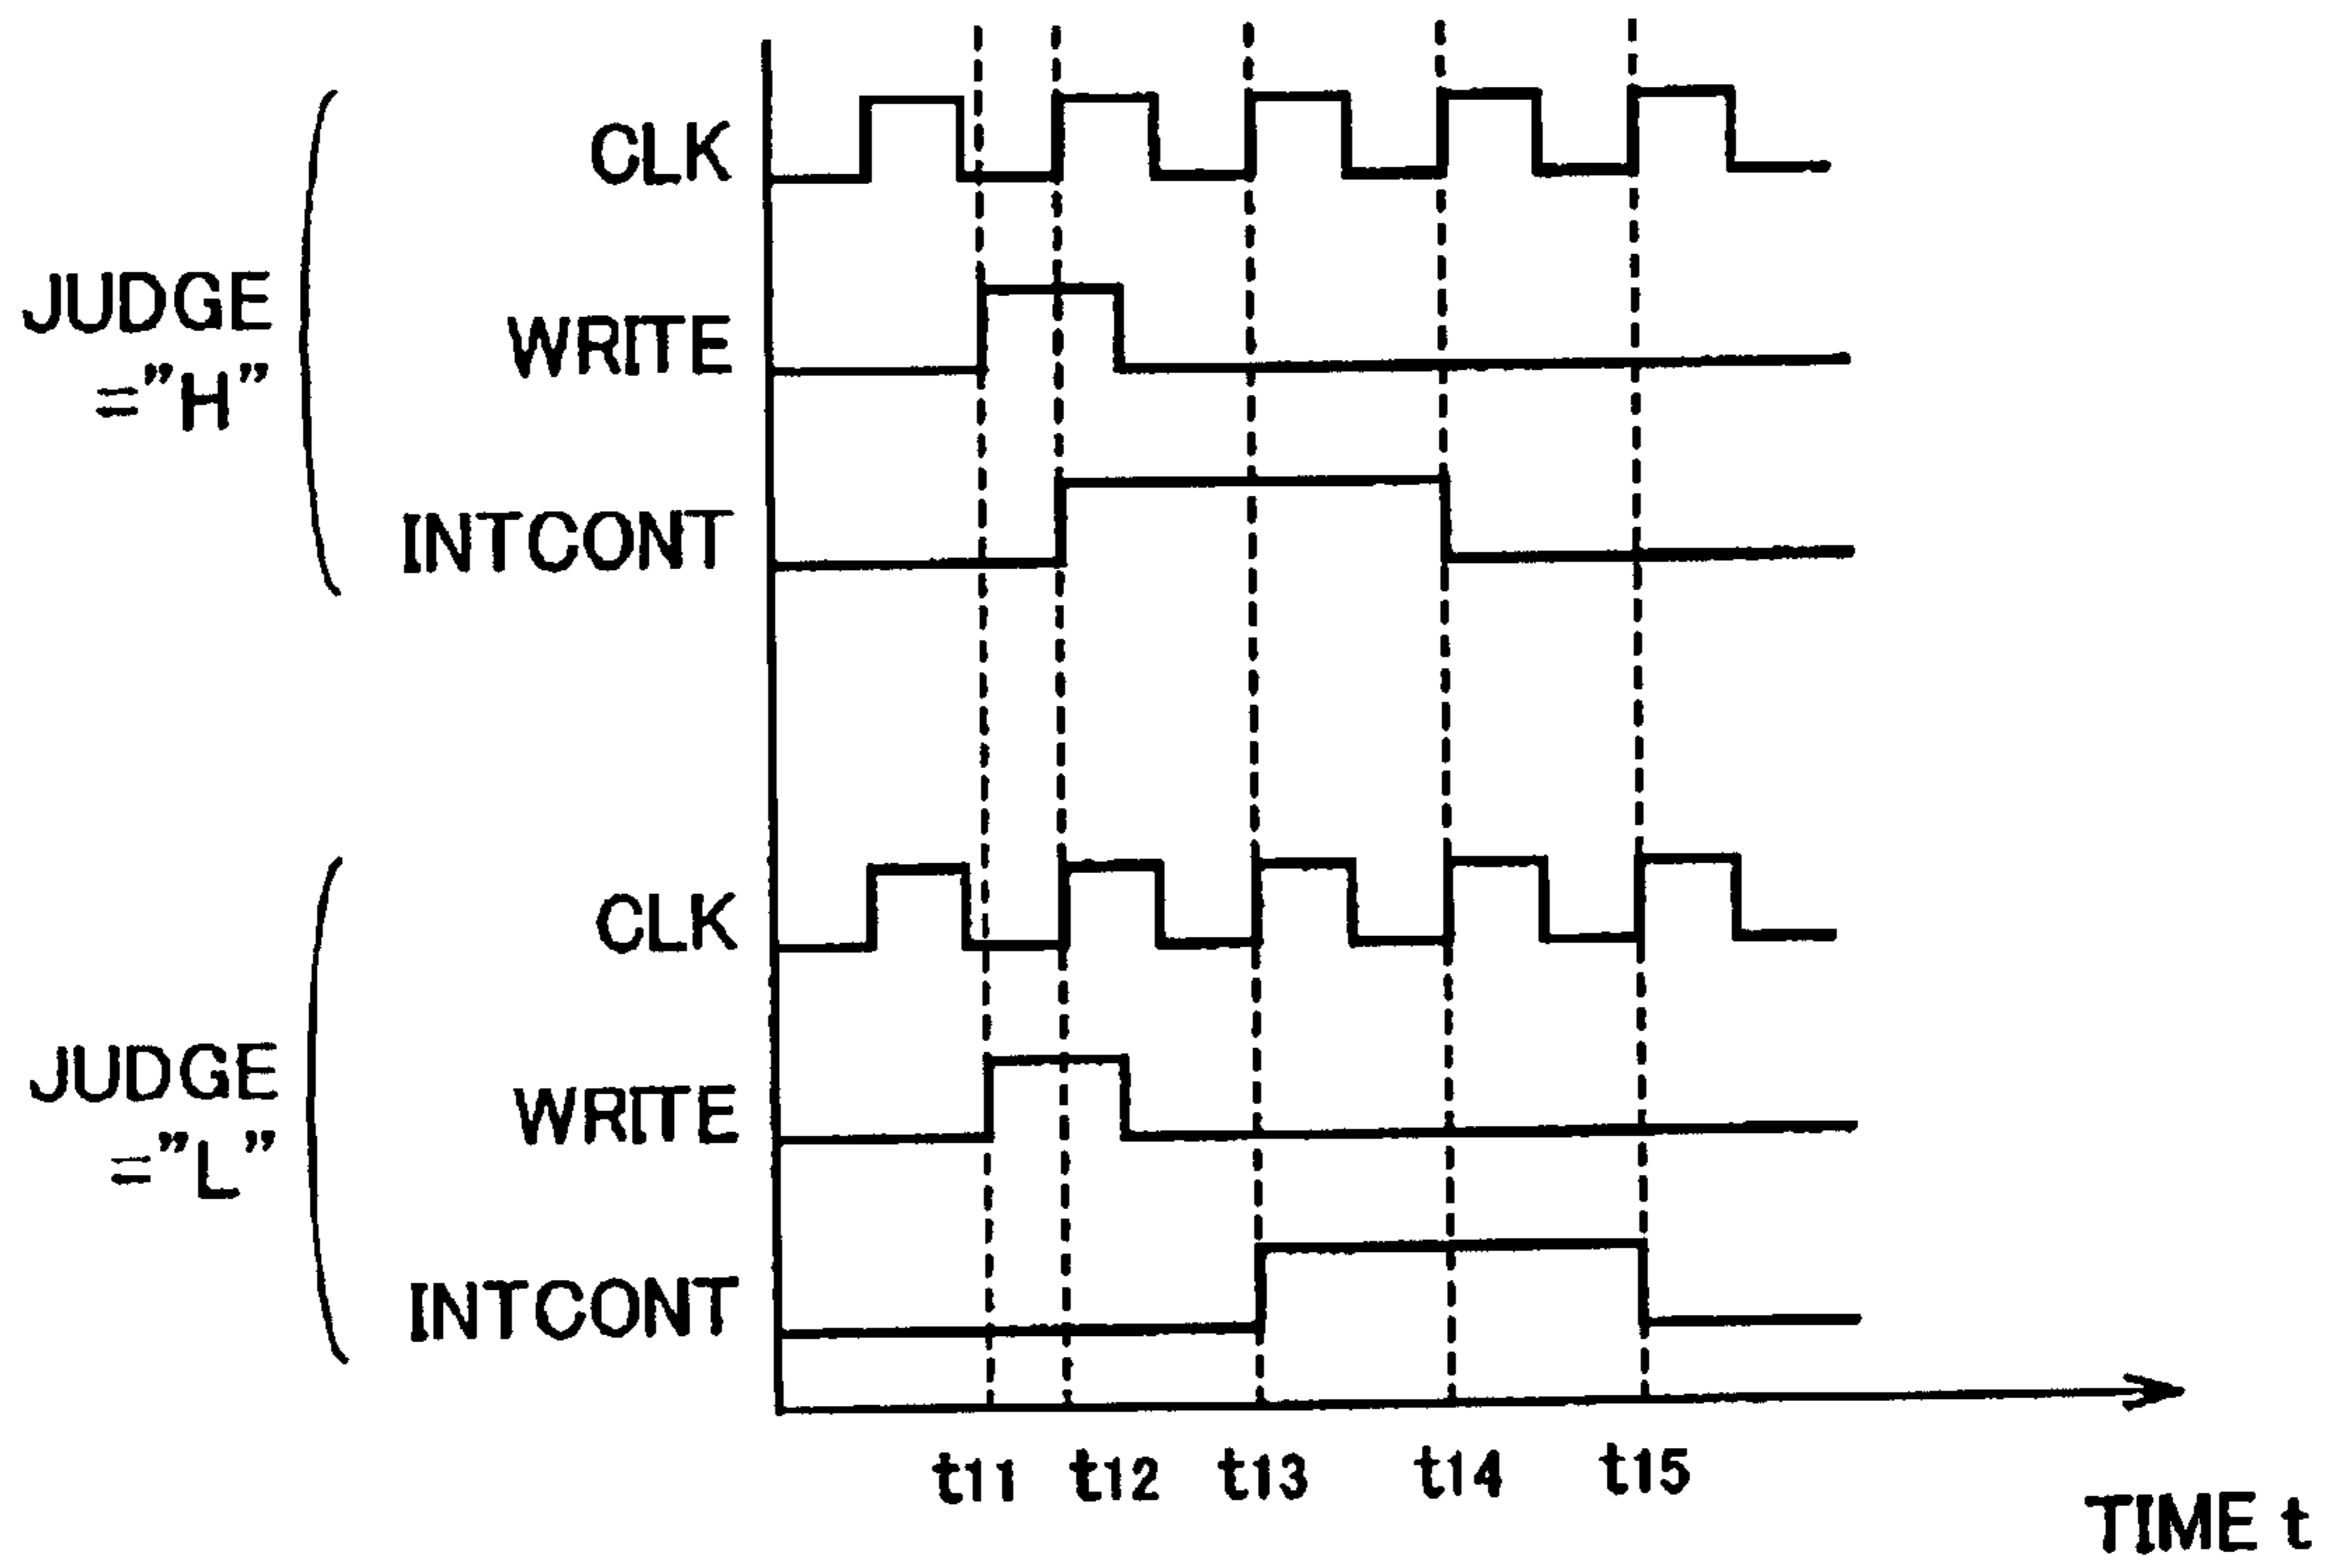 CLK
JUDGE
="H"
WRITE
INTCONT
CLK
JUDGE
="L"
WRITE
INTCONT
t11 t12 t13 t14 t15
TIME t